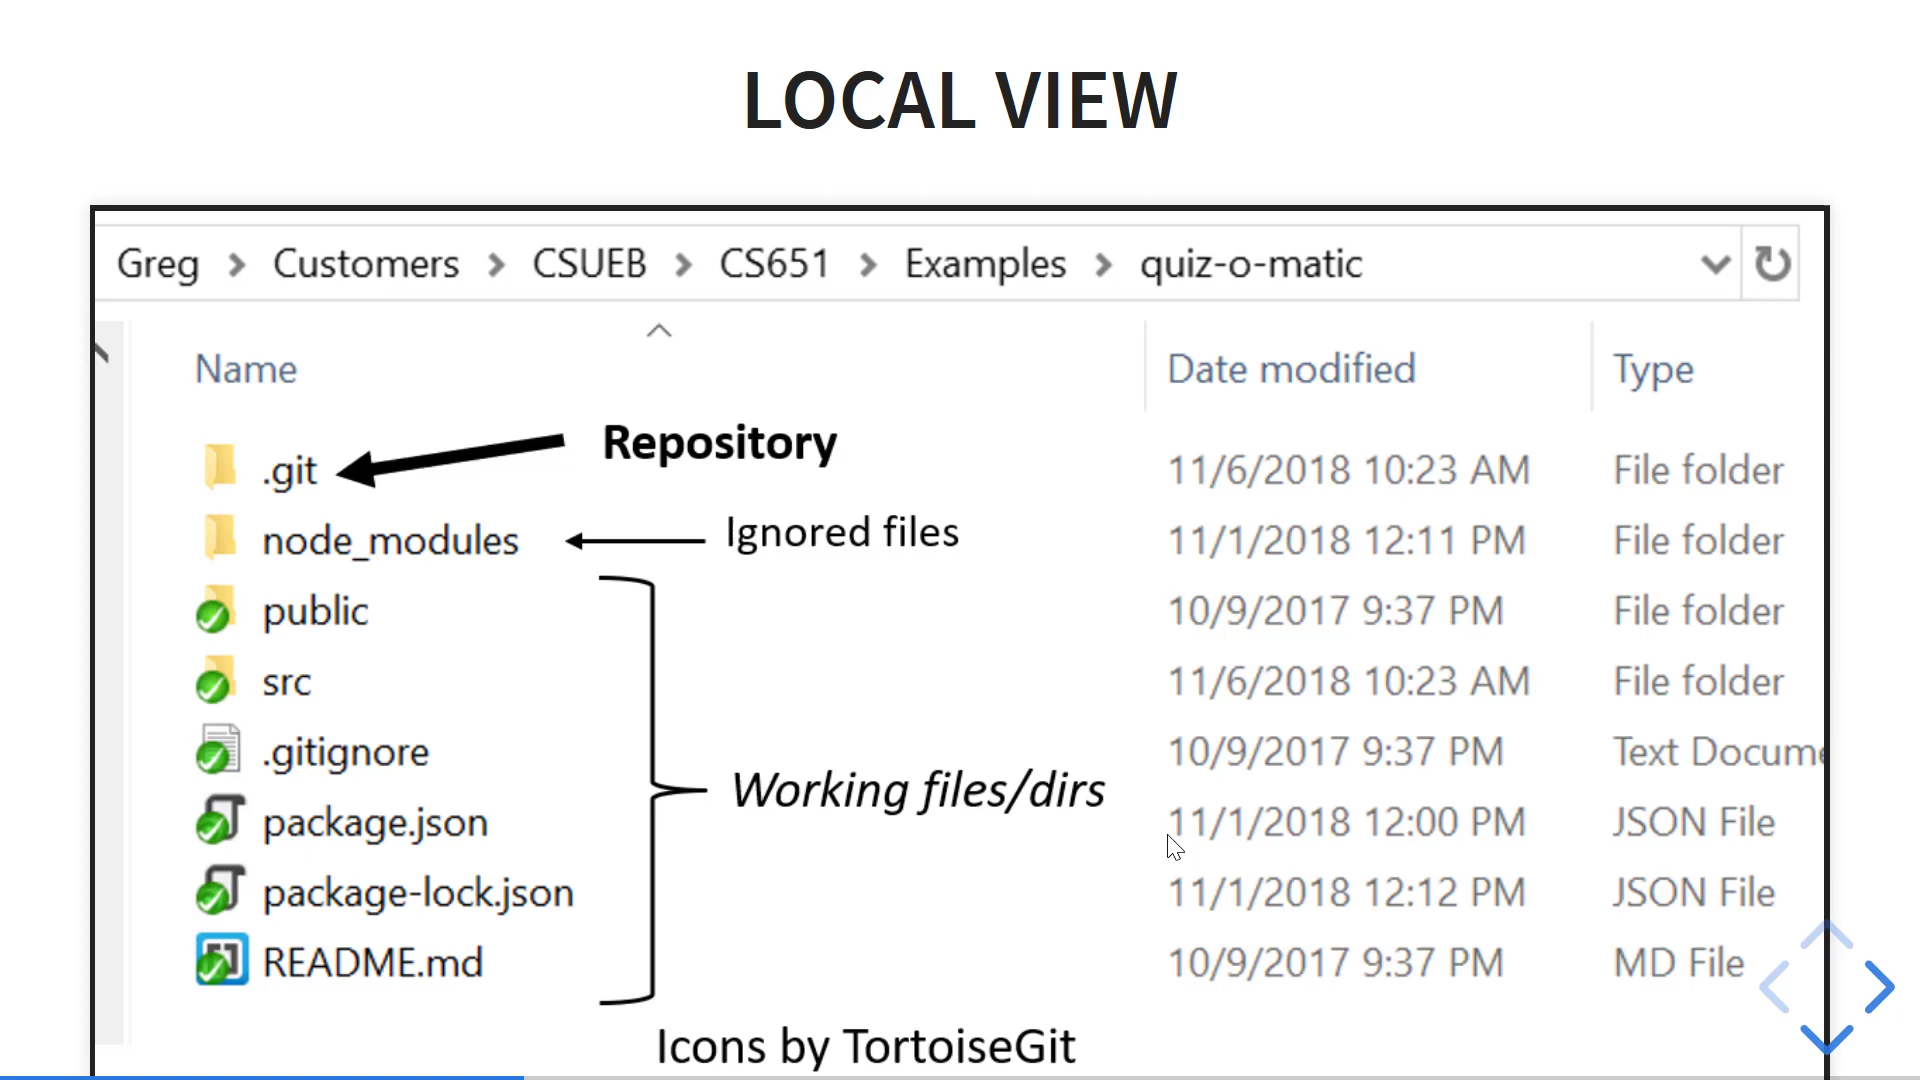 LOCAL VIEW
Greg > Customers > CSUEB > CS651 > Examples > quiz-o-matic
Name Date modified Type
.git Repository 11/6/2018 10:23 AM File folder
node_modules Ignored files 11/1/2018 12:11 PM File folder
public 10/9/2017 9:37 PM File folder
src 11/6/2018 10:23 AM File folder
.gitignore 10/9/2017 9:37 PM Text Docume
Working files/dirs
package.json 11/1/2018 12:00 PM JSON File
package-lock.json 11/1/2018 12:12 PM JSON File
README.md 10/9/2017 9:37 PM MD File
Icons by TortoiseGit